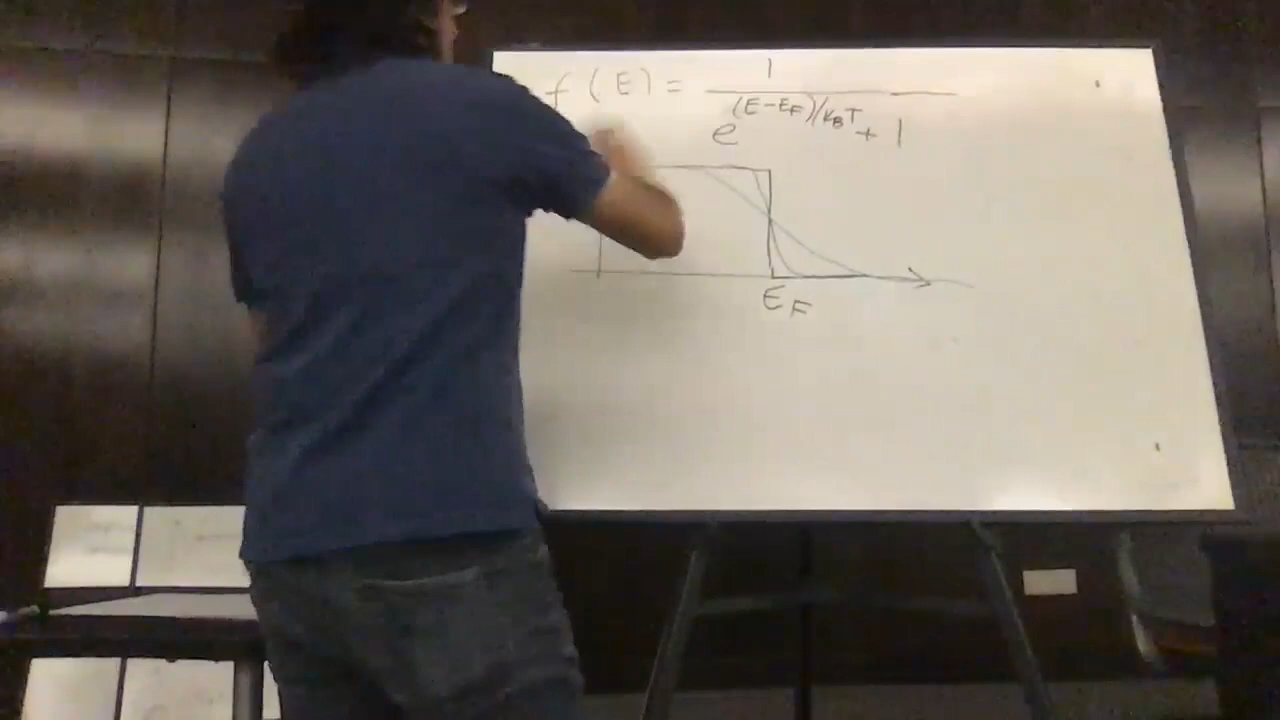 f(E) = 1 / e^(E-E_F)/k_BT + 1
E_F